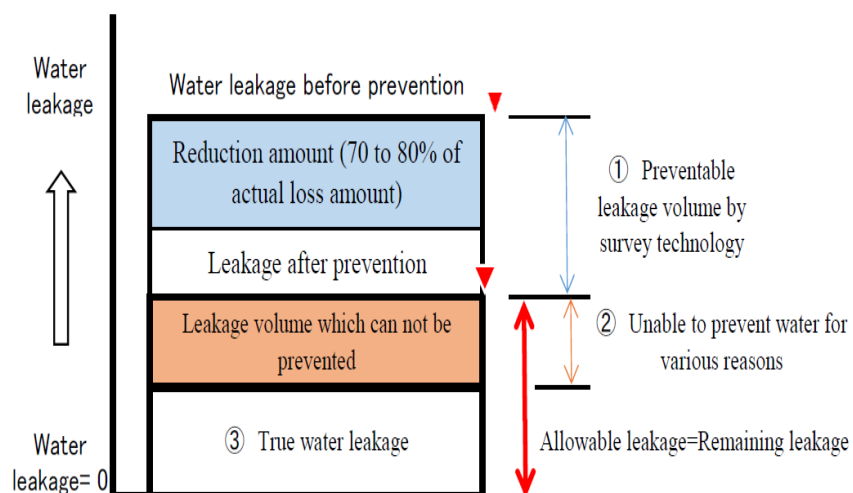 Water
leakage
Water leakage before prevention
Reduction amount (70 to 80% of
actual loss amount)
① Preventable
leakage volume by
survey technology
Leakage after prevention
Leakage volume which can not be
prevented
② Unable to prevent water for
various reasons
③ True water leakage
Allowable leakage=Remaining leakage
Water
leakage= 0